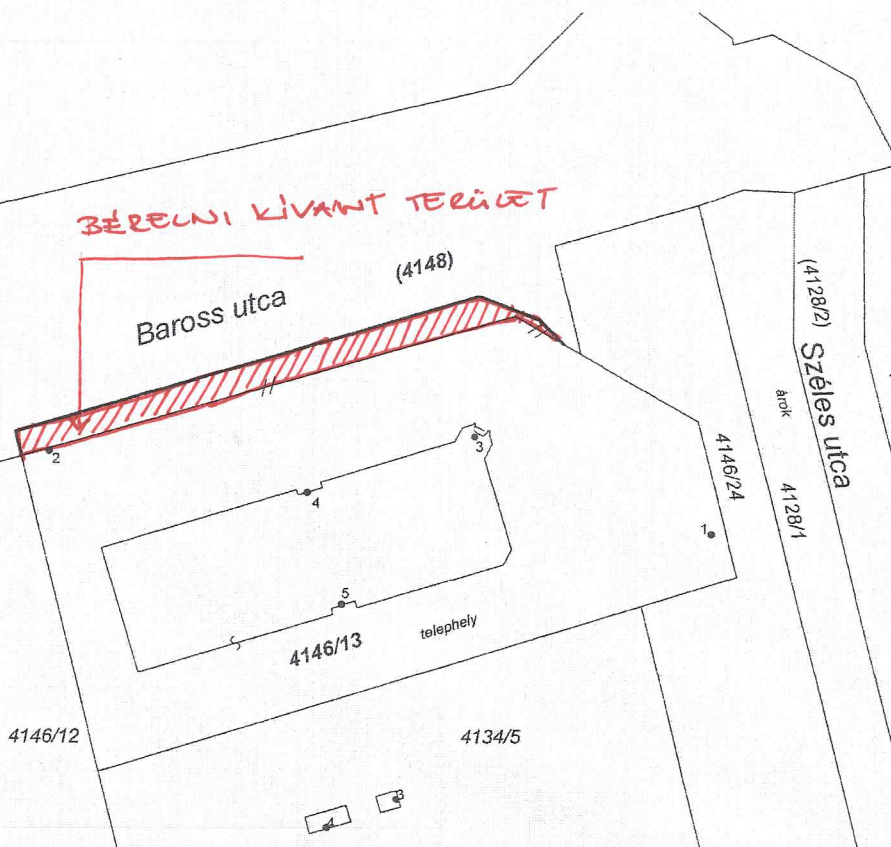 BÉRELNI KÍVANT TERÜLET
(4148)
Baross utca
(4128/2) Széles utca
árok
4128/1
4146/24
1
2
3
4
5
4146/13
telephely
4146/12
4134/5
3
4